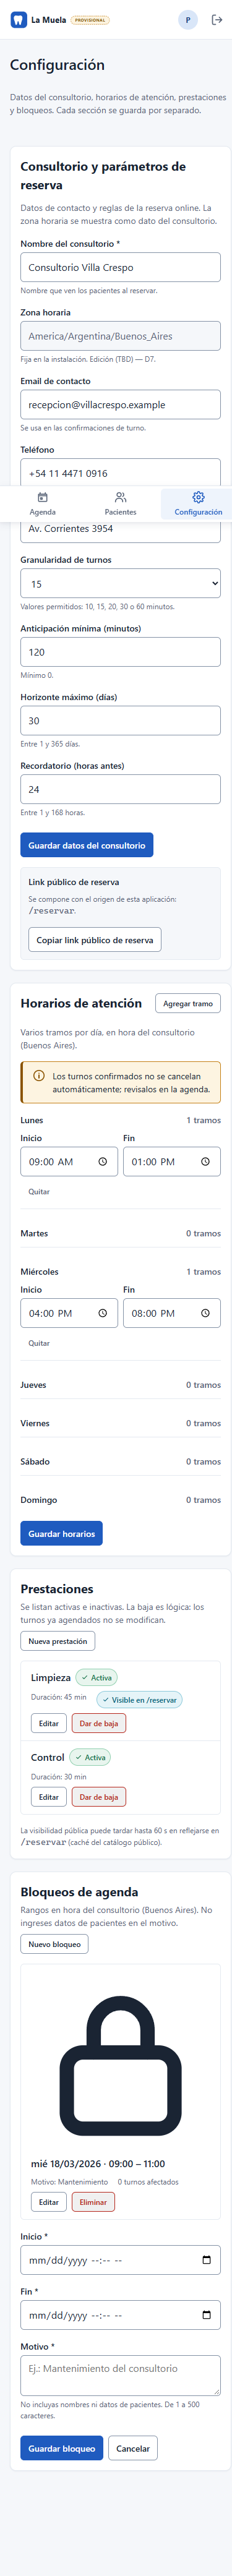 La Muela PROVISIONAL P
Configuración
Datos del consultorio, horarios de atención, prestaciones
y bloqueos. Cada sección se guarda por separado.
Consultorio y parámetros de
reserva
Datos de contacto y reglas de la reserva online. La
zona horaria se muestra como dato del consultorio.
Nombre del consultorio *
Consultorio Villa Crespo
Nombre que ven los pacientes al reservar.
Zona horaria
America/Argentina/Buenos_Aires
Fija en la instalación. Edición (TBD) — D7.
Email de contacto
recepcion@villacrespo.example
Se usa en las confirmaciones de turno.
Teléfono
+54 11 4471 0916
Agenda Pacientes Configuración
Av. Corrientes 3954
Granularidad de turnos
15
Valores permitidos: 10, 15, 20, 30 o 60 minutos.
Anticipación mínima (minutos)
120
Mínimo 0.
Horizonte máximo (días)
30
Entre 1 y 365 días.
Recordatorio (horas antes)
24
Entre 1 y 168 horas.
Guardar datos del consultorio
Link público de reserva
Se compone con el origen de esta aplicación:
/reservar.
Copiar link público de reserva
Horarios de atención Agregar tramo
Varios tramos por día, en hora del consultorio
(Buenos Aires).
Los turnos confirmados no se cancelan
automáticamente; revisalos en la agenda.
Lunes 1 tramos
Inicio Fin
09:00 AM 01:00 PM
Quitar
Martes 0 tramos
Miércoles 1 tramos
Inicio Fin
04:00 PM 08:00 PM
Quitar
Jueves 0 tramos
Viernes 0 tramos
Sábado 0 tramos
Domingo 0 tramos
Guardar horarios
Prestaciones
Se listan activas e inactivas. La baja es lógica: los
turnos ya agendados no se modifican.
Nueva prestación
Limpieza Activa
Duración: 45 min Visible en /reservar
Editar Dar de baja
Control Activa
Duración: 30 min
Editar Dar de baja
La visibilidad pública puede tardar hasta 60 s en reflejarse en
/reservar (caché del catálogo público).
Bloqueos de agenda
Rangos en hora del consultorio (Buenos Aires). No
ingreses datos de pacientes en el motivo.
Nuevo bloqueo
mié 18/03/2026 · 09:00 – 11:00
Motivo: Mantenimiento 0 turnos afectados
Editar Eliminar
Inicio *
mm/dd/yyyy --:-- --
Fin *
mm/dd/yyyy --:-- --
Motivo *
Ej.: Mantenimiento del consultorio
No incluyas nombres ni datos de pacientes. De 1 a 500
caracteres.
Guardar bloqueo Cancelar